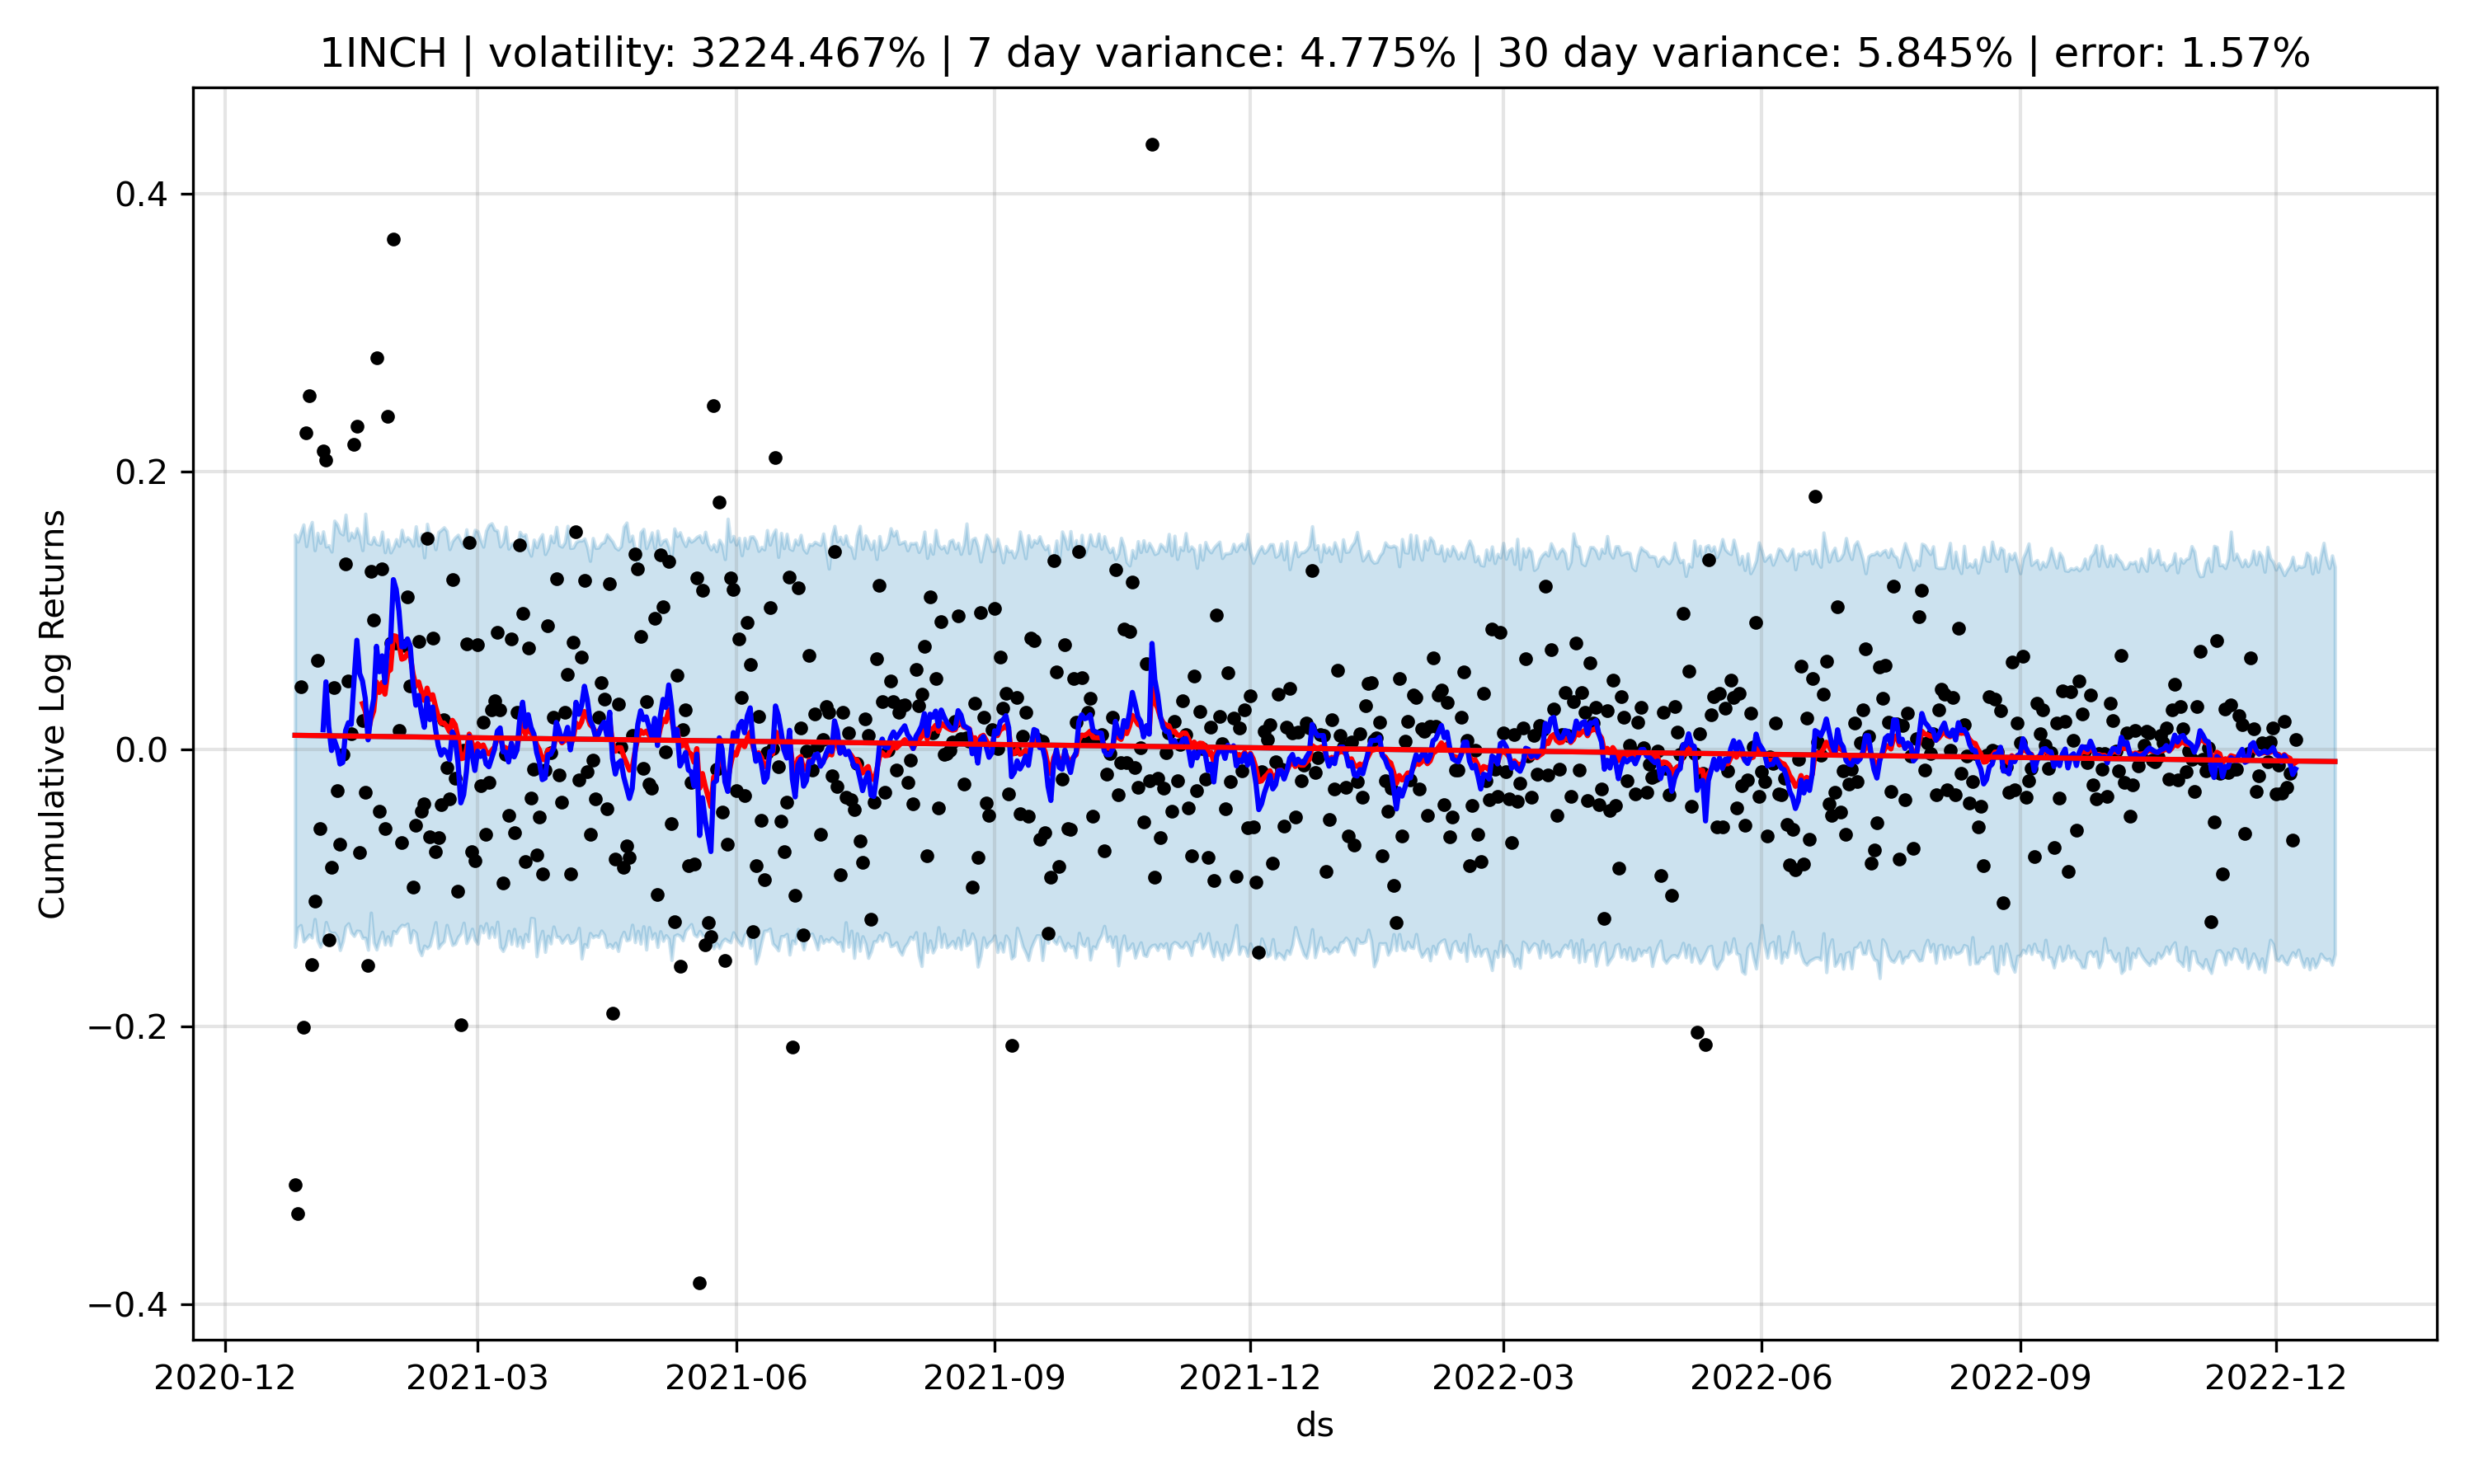 1INCH | volatility: 3224.467% | 7 day variance: 4.775% | 30 day variance: 5.845% | error: 1.57%
Cumulative Log Returns
0.4
0.2
0.0
−0.2
−0.4
2020-12 2021-03 2021-06 2021-09 2021-12 2022-03 2022-06 2022-09 2022-12
ds